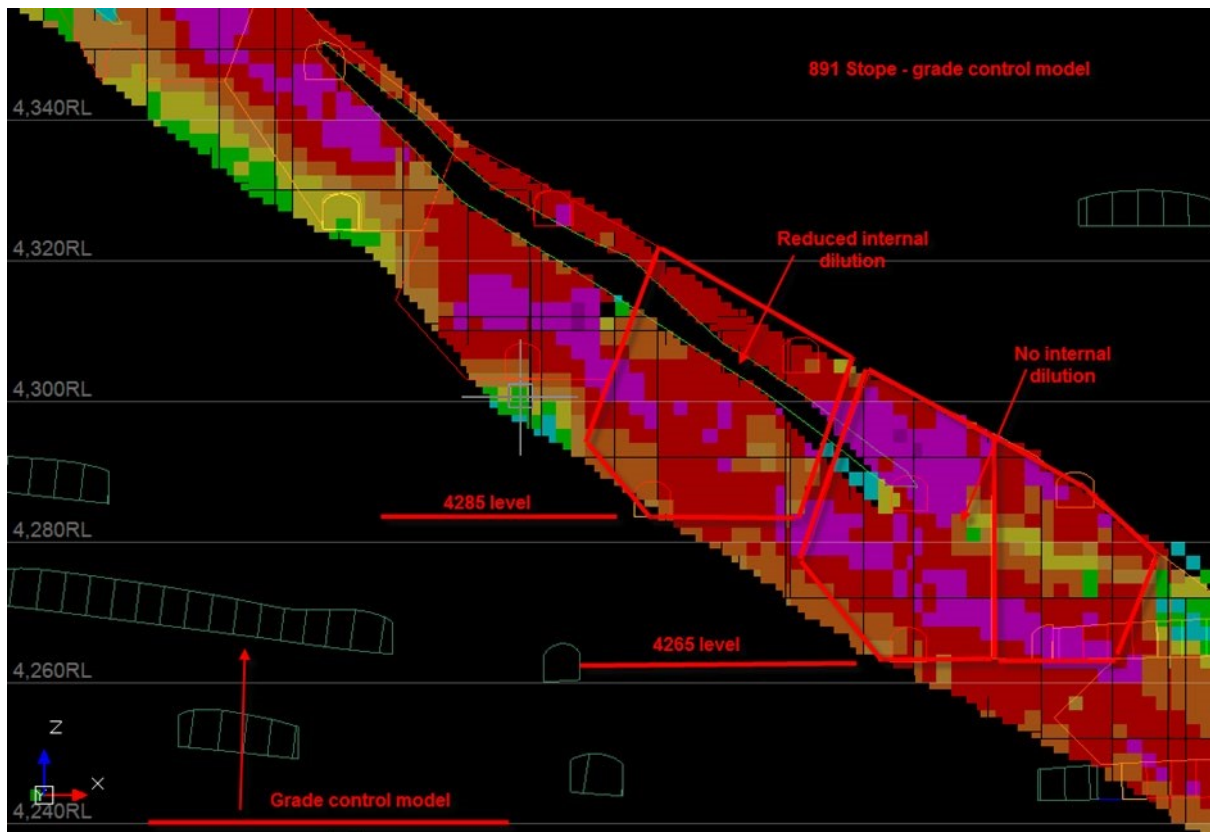 891 Stope - grade control model
4,340RL
4,320RL
Reduced internal
dilution
4,300RL
No internal
dilution
4285 level
4,280RL
4265 level
4,260RL
Z
X
Y
Grade control model
4,240RL